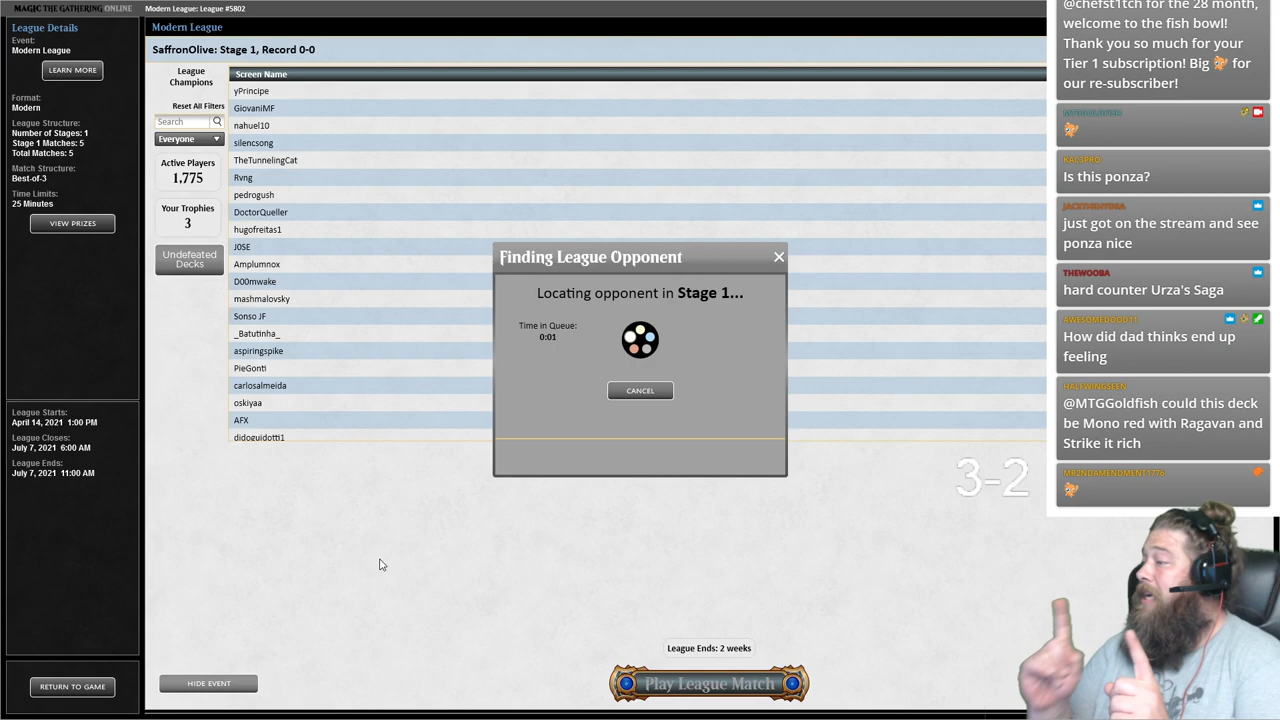 MAGIC THE GATHERING ONLINE
Modern League: League #5802
League Details
Event:
Modern League
LEARN MORE
Format:
Modern
League Structure:
Number of Stages: 1
Stage 1 Matches: 5
Total Matches: 5
Match Structure:
Best-of-3
Time Limits:
25 Minutes
VIEW PRIZES
League Starts:
April 14, 2021 1:00 PM
League Closes:
July 7, 2021 6:00 AM
League Ends:
July 7, 2021 11:00 AM
RETURN TO GAME
Modern League
SaffronOlive: Stage 1, Record 0-0
League
Champions
Reset All Filters
Search
Everyone
Active Players
1,775
Your Trophies
3
Undefeated
Decks
Screen Name
yPrincipe
GiovaniMF
nahuel10
silencsong
TheTunnelingCat
Rvng
pedrogush
DoctorQueller
hugofreitas1
J0SE
Amplumnox
D00mwake
mashmalovsky
Sonso JF
_Batutinha_
aspiringspike
PieGonti
carlosalmeida
oskiyaa
AFX
didoguidotti1
Finding League Opponent
Locating opponent in Stage 1...
Time in Queue:
0:01
CANCEL
3-2
League Ends: 2 weeks
HIDE EVENT
Play League Match
@chefst1tch for the 28 month,
welcome to the fish bowl!
Thank you so much for your
Tier 1 subscription! Big for
our re-subscriber!
MTGGOLDFISH
KAL3PRO
Is this ponza?
just got on the stream and see
ponza nice
THEWOOBA
hard counter Urza's Saga
AWESOMEDOOD11
How did dad thinks end up
feeling
HALFWINGSEEN
@MTGGoldfish could this deck
be Mono red with Ragavan and
Strike it rich
MR2NDAMENDMENT1776